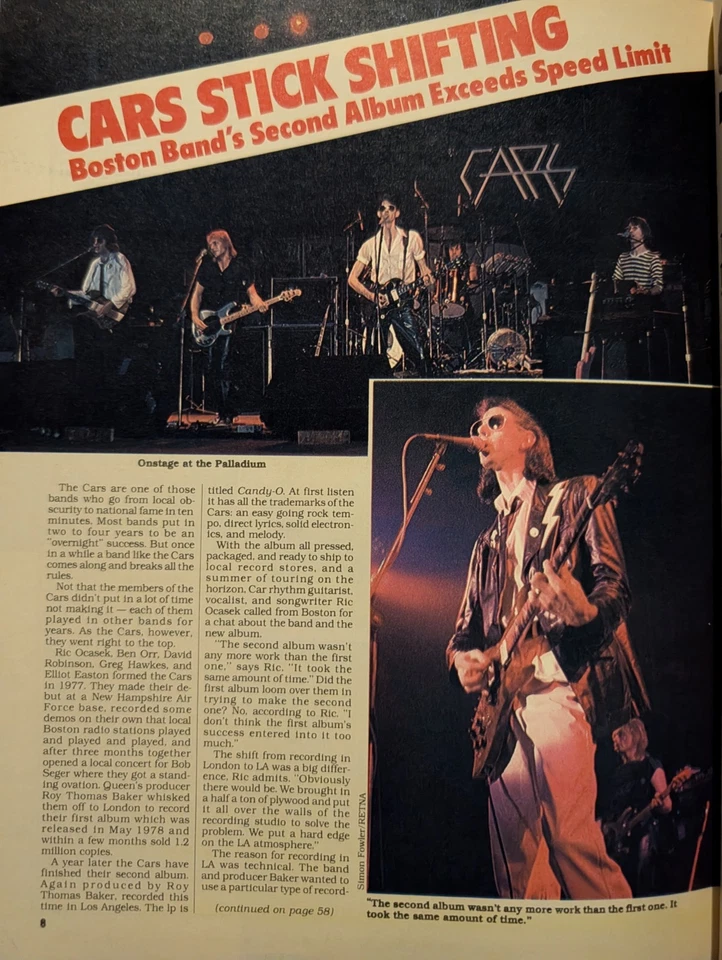 CARS STICK SHIFTING
Boston Band's Second Album Exceeds Speed Limit
CARS
Onstage at the Palladium
The Cars are one of those
bands who go from local ob-
scurity to national fame in ten
minutes. Most bands put in
two to four years to be an
"overnight" success. But once
in a while a band like the Cars
comes along and breaks all the
rules.
Not that the members of the
Cars didn't put in a lot of time
not making it — each of them
played in other bands for
years. As the Cars, however,
they went right to the top.
Ric Ocasek, Ben Orr, David
Robinson, Greg Hawkes, and
Elliot Easton formed the Cars
in 1977. They made their de-
but at a New Hampshire Air
Force base, recorded some
demos on their own that local
Boston radio stations played
and played and played, and
after three months together
opened a local concert for Bob
Seger where they got a stand-
ing ovation. Queen's producer
Roy Thomas Baker whisked
them off to London to record
their first album which was
released in May 1978 and
within a few months sold 1.2
million copies.
A year later the Cars have
finished their second album.
Again produced by Roy
Thomas Baker, recorded this
time in Los Angeles. The lp is
titled Candy-O. At first listen
it has all the trademarks of the
Cars: an easy going rock tem-
po, direct lyrics, solid electron-
ics, and melody.
With the album all pressed,
packaged, and ready to ship to
local record stores, and a
summer of touring on the
horizon, Car rhythm guitarist,
vocalist, and songwriter Ric
Ocasek called from Boston for
a chat about the band and the
new album.
"The second album wasn't
any more work than the first
one," says Ric. "It took the
same amount of time." Did the
first album loom over them in
trying to make the second
one? No, according to Ric. "I
don't think the first album's
success entered into it too
much."
The shift from recording in
London to LA was a big differ-
ence, Ric admits. "Obviously
there would be. We brought in
a half a ton of plywood and put
it all over the walls of the
recording studio to solve the
problem. We put a hard edge
on the LA atmosphere."
The reason for recording in
LA was technical. The band
and producer Baker wanted to
use a particular type of record-
(continued on page 58)
Simon Fowler/RETNA
"The second album wasn't any more work than the first one. It
took the same amount of time."
8